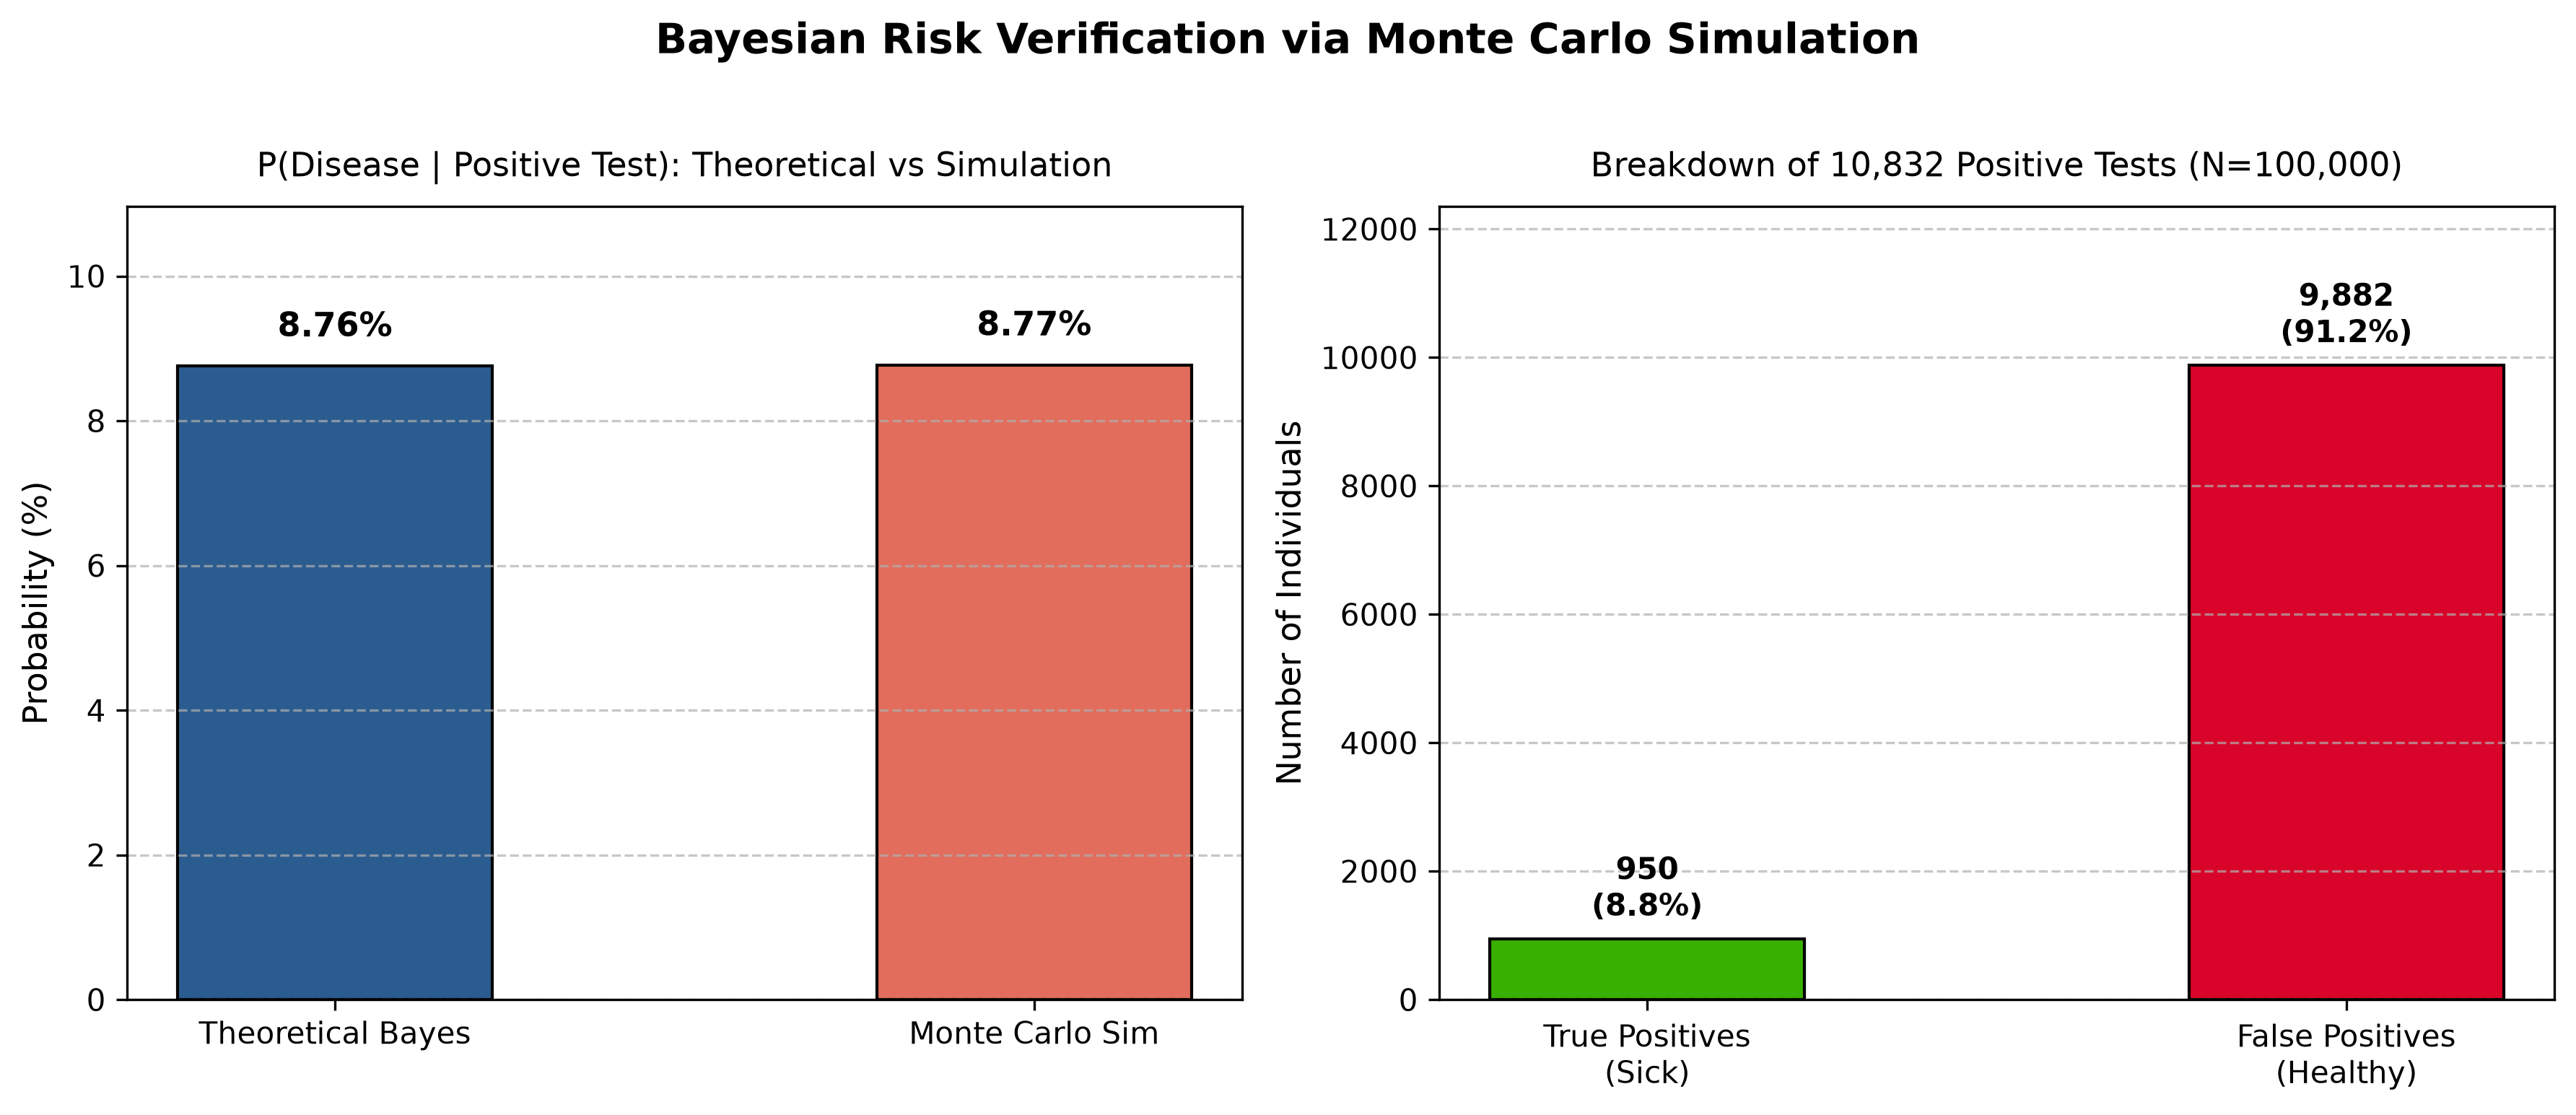 Bayesian Risk Verification via Monte Carlo Simulation
P(Disease | Positive Test): Theoretical vs Simulation
Probability (%)
10
8
6
4
2
0
8.76%
8.77%
Theoretical Bayes
Monte Carlo Sim
Breakdown of 10,832 Positive Tests (N=100,000)
Number of Individuals
12000
10000
8000
6000
4000
2000
0
950
(8.8%)
9,882
(91.2%)
True Positives
(Sick)
False Positives
(Healthy)